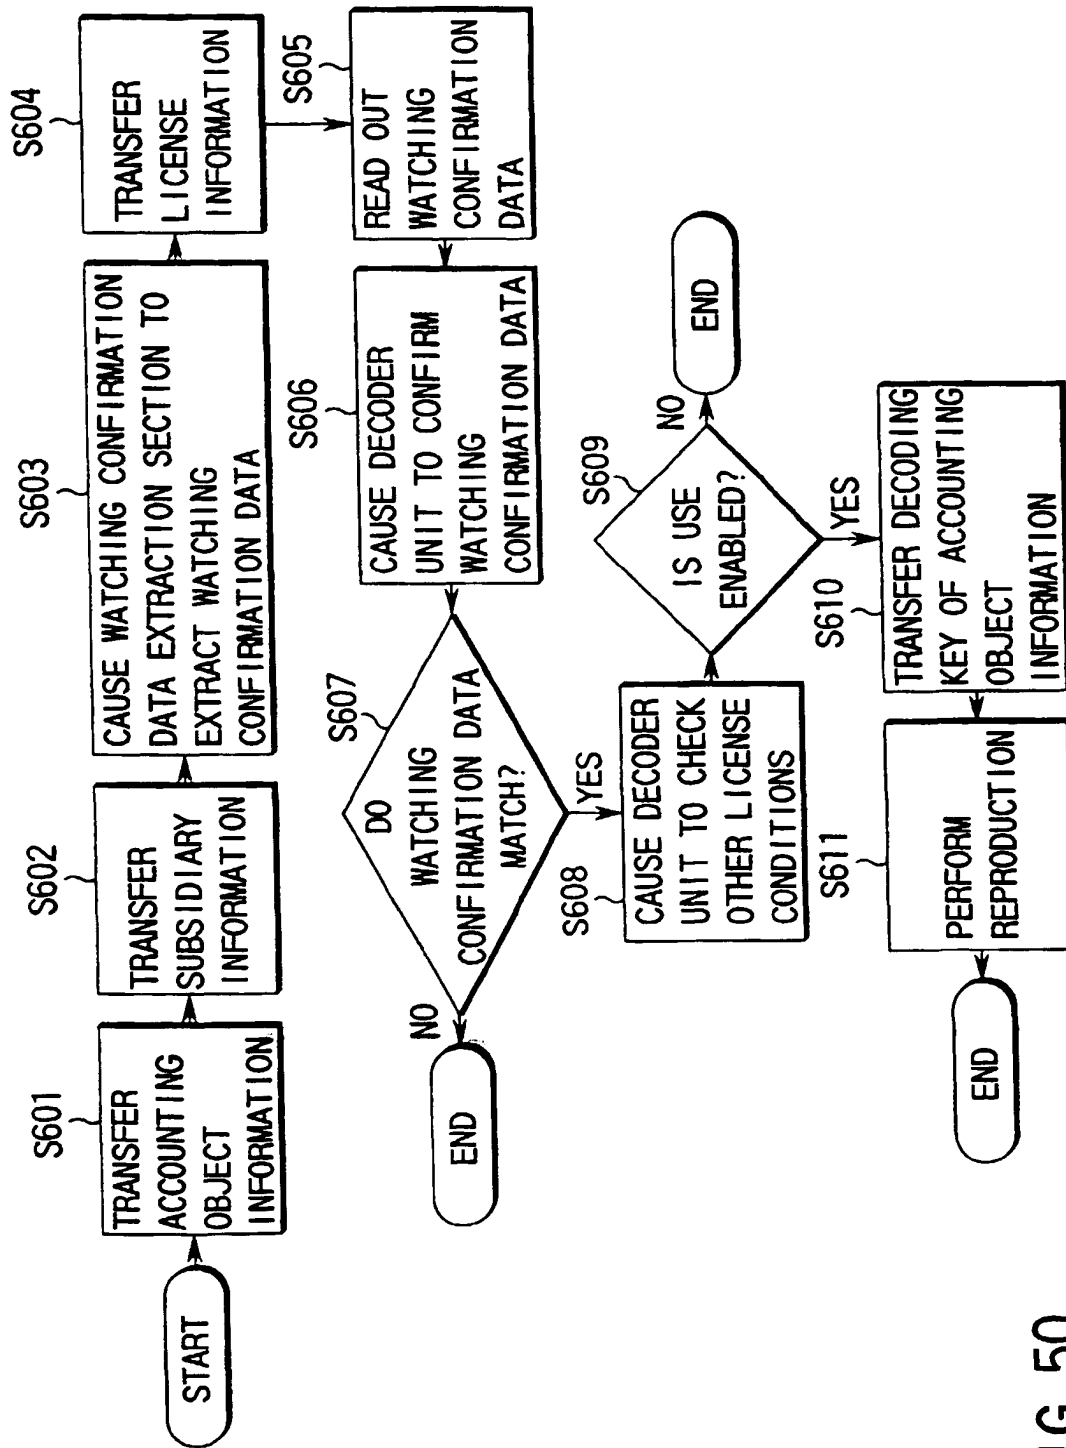 START
S601
TRANSFER
ACCOUNTING
OBJECT
INFORMATION
S602
TRANSFER
SUBSIDIARY
INFORMATION
S603
CAUSE WATCHING CONFIRMATION
DATA EXTRACTION SECTION TO
EXTRACT WATCHING
CONFIRMATION DATA
S604
TRANSFER
LICENSE
INFORMATION
S605
READ OUT
WATCHING
CONFIRMATION
DATA
S606
CAUSE DECODER
UNIT TO CONFIRM
WATCHING
CONFIRMATION DATA
S607
DO
WATCHING
CONFIRMATION DATA
MATCH?
NO
END
YES
S608
CAUSE DECODER
UNIT TO CHECK
OTHER LICENSE
CONDITIONS
S609
IS USE
ENABLED?
NO
END
YES
S610
TRANSFER DECODING
KEY OF ACCOUNTING
OBJECT
INFORMATION
S611
PERFORM
REPRODUCTION
END